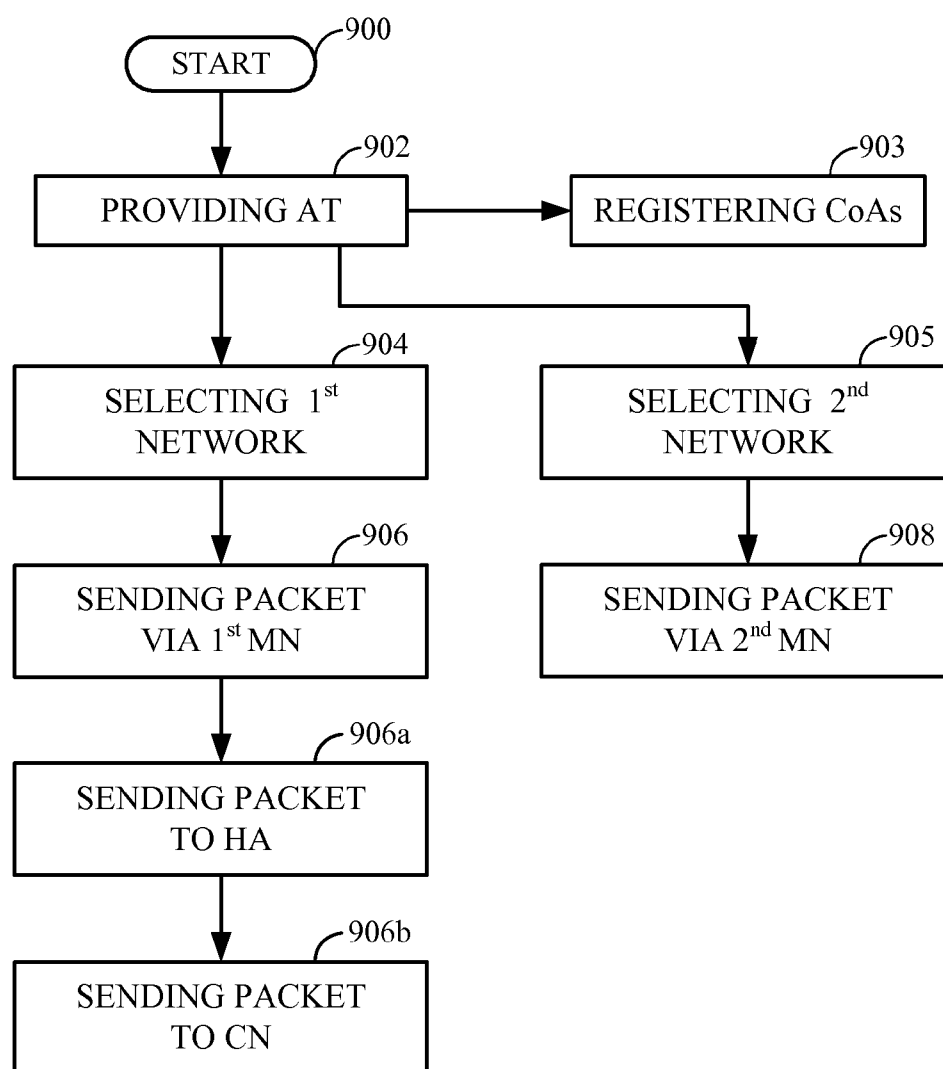 900
START
902
PROVIDING AT
903
REGISTERING CoAs
904
SELECTING 1st
NETWORK
905
SELECTING 2nd
NETWORK
906
SENDING PACKET
VIA 1st MN
908
SENDING PACKET
VIA 2nd MN
906a
SENDING PACKET
TO HA
906b
SENDING PACKET
TO CN